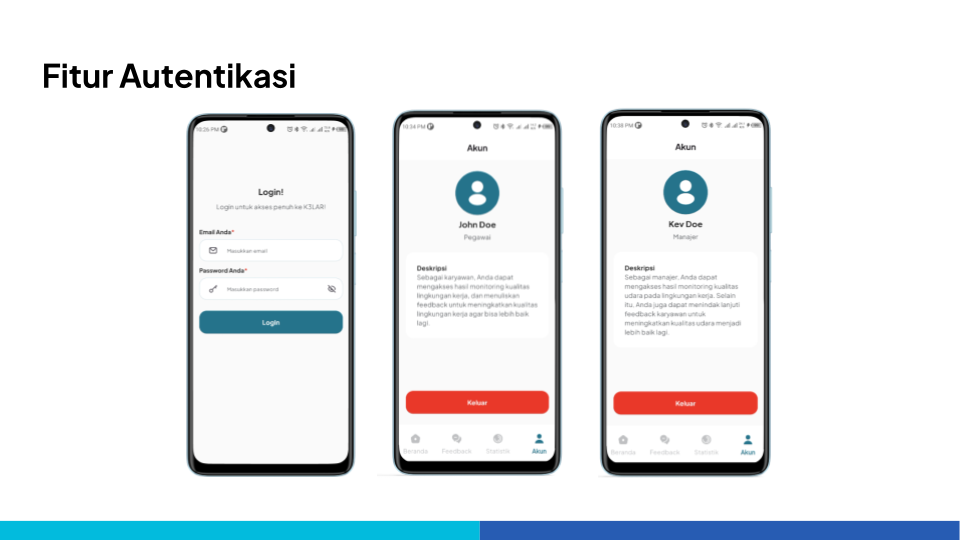 Fitur Autentikasi
10:26 PM
Login!
Login untuk akses penuh ke K3LARI
Email Anda*
Masukkan email
Password Anda*
Masukkan password
Login
10:34 PM
Akun
John Doe
Pegawai
Deskripsi
Sebagai karyawan, Anda dapat
mengakses hasil monitoring kualitas
lingkungan kerja, dan menuliskan
feedback untuk meningkatkan kualitas
lingkungan kerja agar bisa lebih baik
lagi.
Keluar
Beranda Feedback Statistik Akun
10:38 PM
Akun
Kev Doe
Manajer
Deskripsi
Sebagai manajer, Anda dapat
mengakses hasil monitoring kualitas
udara pada lingkungan kerja. Selain
itu, Anda juga dapat menindak lanjuti
feedback karyawan untuk
meningkatkan kualitas udara menjadi
lebih baik lagi.
Keluar
Beranda Feedback Statistik Akun